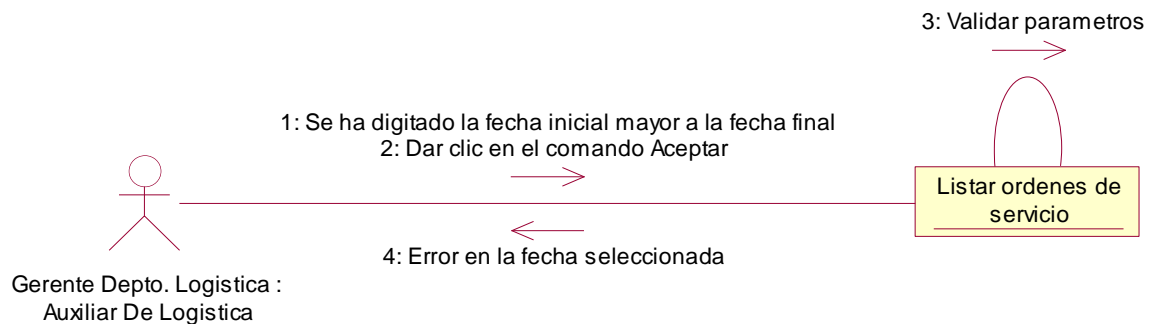 3: Validar parametros
1: Se ha digitado la fecha inicial mayor a la fecha final
2: Dar clic en el comando Aceptar
Listar ordenes de
servicio
4: Error en la fecha seleccionada
Gerente Depto. Logistica :
Auxiliar De Logistica